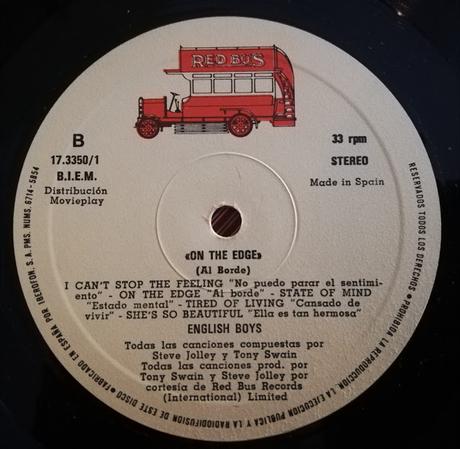 RED BUS
B
17.3350/1
B.I.E.M.
Distribución
Movieplay
33 rpm
STEREO
Made in Spain
«ON THE EDGE»
(Al Borde)
I CAN'T STOP THE FEELING "No puedo parar el sentimi-
ento" - ON THE EDGE "Al borde" - STATE OF MIND
"Estado mental" - TIRED OF LIVING "Cansado de
vivir" - SHE'S SO BEAUTIFUL "Ella es tan hermosa"
ENGLISH BOYS
Todas las canciones compuestas por
Steve Jolley y Tony Swain
Todas las canciones prod. por
Tony Swain y Steve Jolley por
cortesía de Red Bus Records
(International) Limited
RESERVADOS TODOS LOS DERECHOS • PROHIBIDA LA REPRODUCCION, LA EJECUCION PUBLICA Y LA RADIODIFUSION DE ESTE DISCO • FABRICADO EN ESPAÑA POR: IBEROFON, S. A. PMS. NUMS. 6714-5854